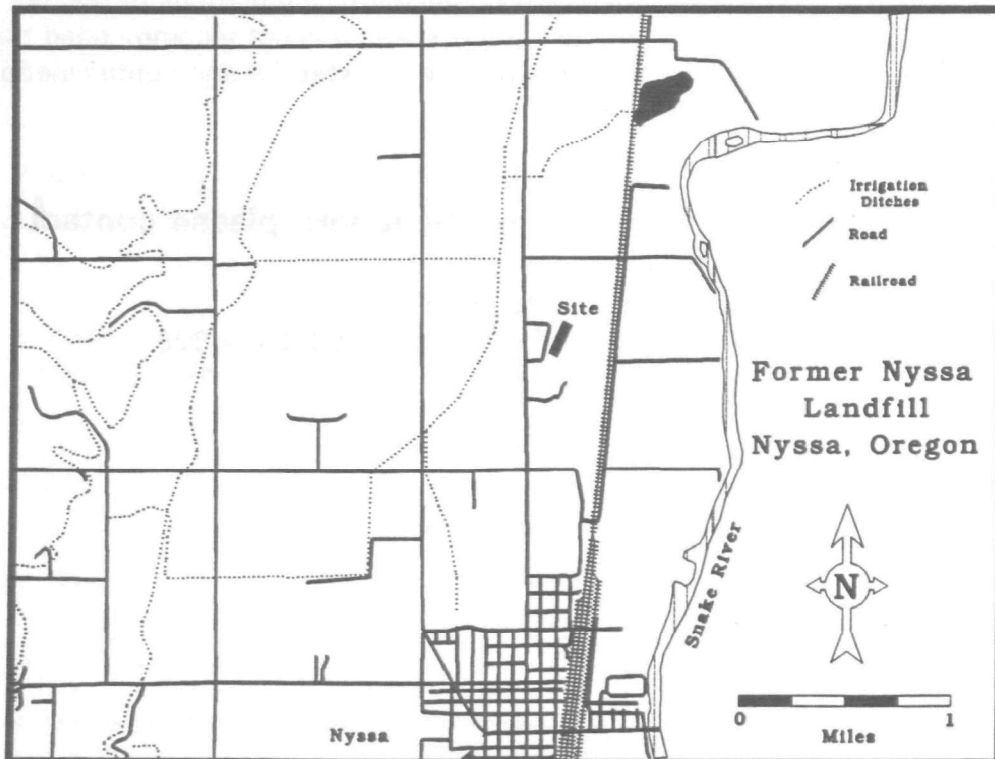 Irrigation
Ditches
Road
Railroad
Site
Former Nyssa
Landfill
Nyssa, Oregon
N
Snake River
0 1
Miles
Nyssa